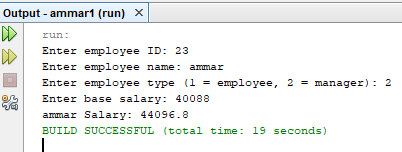 Output - ammar1 (run) ×
run:
Enter employee ID: 23
Enter employee name: ammar
Enter employee type (1 = employee, 2 = manager): 2
Enter base salary: 40088
ammar Salary: 44096.8
BUILD SUCCESSFUL (total time: 19 seconds)